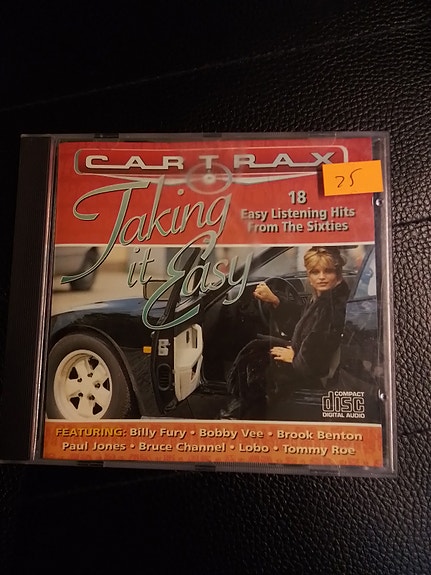 CARTRAX
25
18
Easy Listening Hits
From The Sixties
Taking
it Easy
COMPACT
disc
DIGITAL AUDIO
FEATURING: Billy Fury • Bobby Vee • Brook Benton
Paul Jones • Bruce Channel • Lobo • Tommy Roe